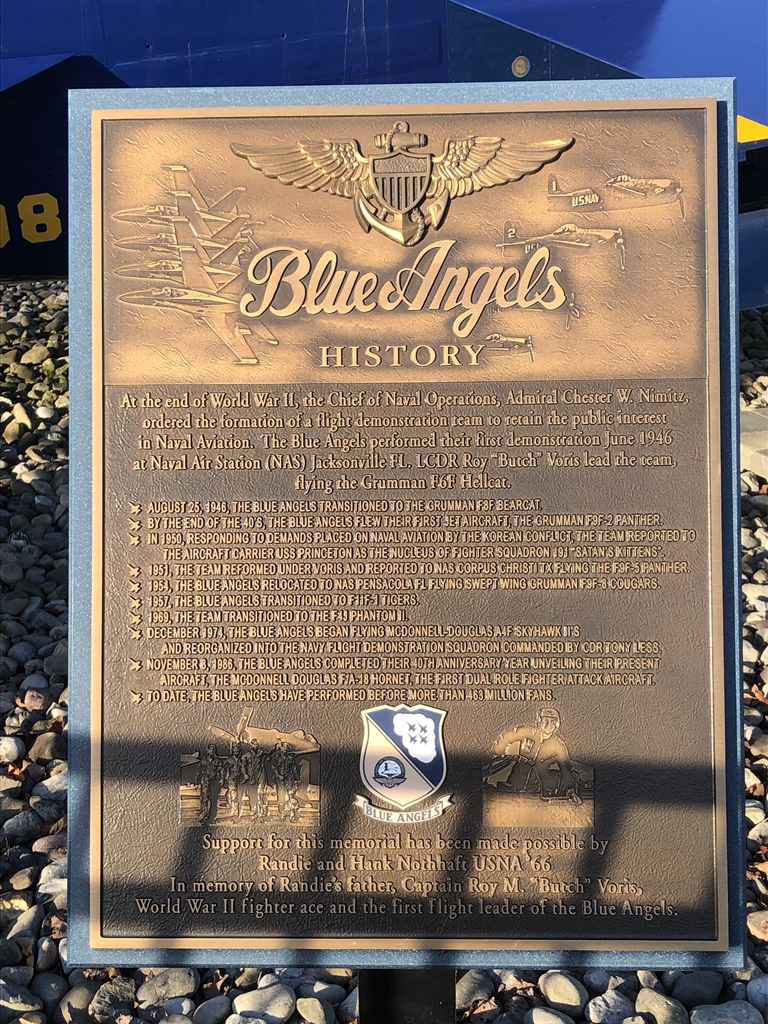 98
USNAV
2
Blue Angels
HISTORY
At the end of World War II, the Chief of Naval Operations, Admiral Chester W. Nimitz,
ordered the formation of a flight demonstration team to retain the public interest
in Naval Aviation. The Blue Angels performed their first demonstration June 1946
at Naval Air Station (NAS) Jacksonville FL, LCDR Roy "Butch" Voris lead the team,
flying the Grumman F6F Hellcat.
AUGUST 25, 1946, THE BLUE ANGELS TRANSITIONED TO THE GRUMMAN F8F BEARCAT.
BY THE END OF THE 40'S, THE BLUE ANGELS FLEW THEIR FIRST JET AIRCRAFT, THE GRUMMAN F9F-2 PANTHER.
IN 1950, RESPONDING TO DEMANDS PLACED ON NAVAL AVIATION BY THE KOREAN CONFLICT, THE TEAM REPORTED TO
THE AIRCRAFT CARRIER USS PRINCETON AS THE NUCLEUS OF FIGHTER SQUADRON 191 "SATAN'S KITTENS".
1951, THE TEAM REFORMED UNDER VORIS AND REPORTED TO NAS CORPUS CHRISTI TX FLYING THE F9F-5 PANTHER.
1954, THE BLUE ANGELS RELOCATED TO NAS PENSACOLA FL FLYING SWEPT WING GRUMMAN F9F-8 COUGARS.
1957, THE BLUE ANGELS TRANSITIONED TO F11F-1 TIGERS.
1969, THE TEAM TRANSITIONED TO THE F4J PHANTOM II.
DECEMBER 1974, THE BLUE ANGELS BEGAN FLYING MCDONNELL-DOUGLAS A4F SKYHAWK II'S
AND REORGANIZED INTO THE NAVY FLIGHT DEMONSTRATION SQUADRON COMMANDED BY CDR TONY LESS.
NOVEMBER 8, 1986, THE BLUE ANGELS COMPLETED THEIR 40TH ANNIVERSARY YEAR UNVEILING THEIR PRESENT
AIRCRAFT, THE MCDONNELL DOUGLAS F/A-18 HORNET, THE FIRST DUAL ROLE FIGHTER/ATTACK AIRCRAFT.
TO DATE, THE BLUE ANGELS HAVE PERFORMED BEFORE MORE THAN 463 MILLION FANS.
BLUE ANGELS
Support for this memorial has been made possible by
Randie and Hank Nothhaft USNA '66
In memory of Randie's father, Captain Roy M. "Butch" Voris,
World War II fighter ace and the first flight leader of the Blue Angels.